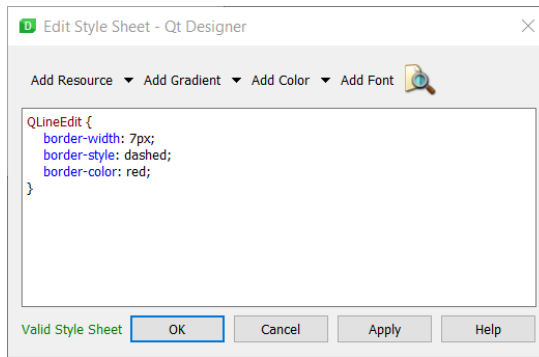 Edit Style Sheet - Qt Designer
Add Resource Add Gradient Add Color Add Font
QLineEdit {
border-width: 7px;
border-style: dashed;
border-color: red;
}
Valid Style Sheet OK Cancel Apply Help